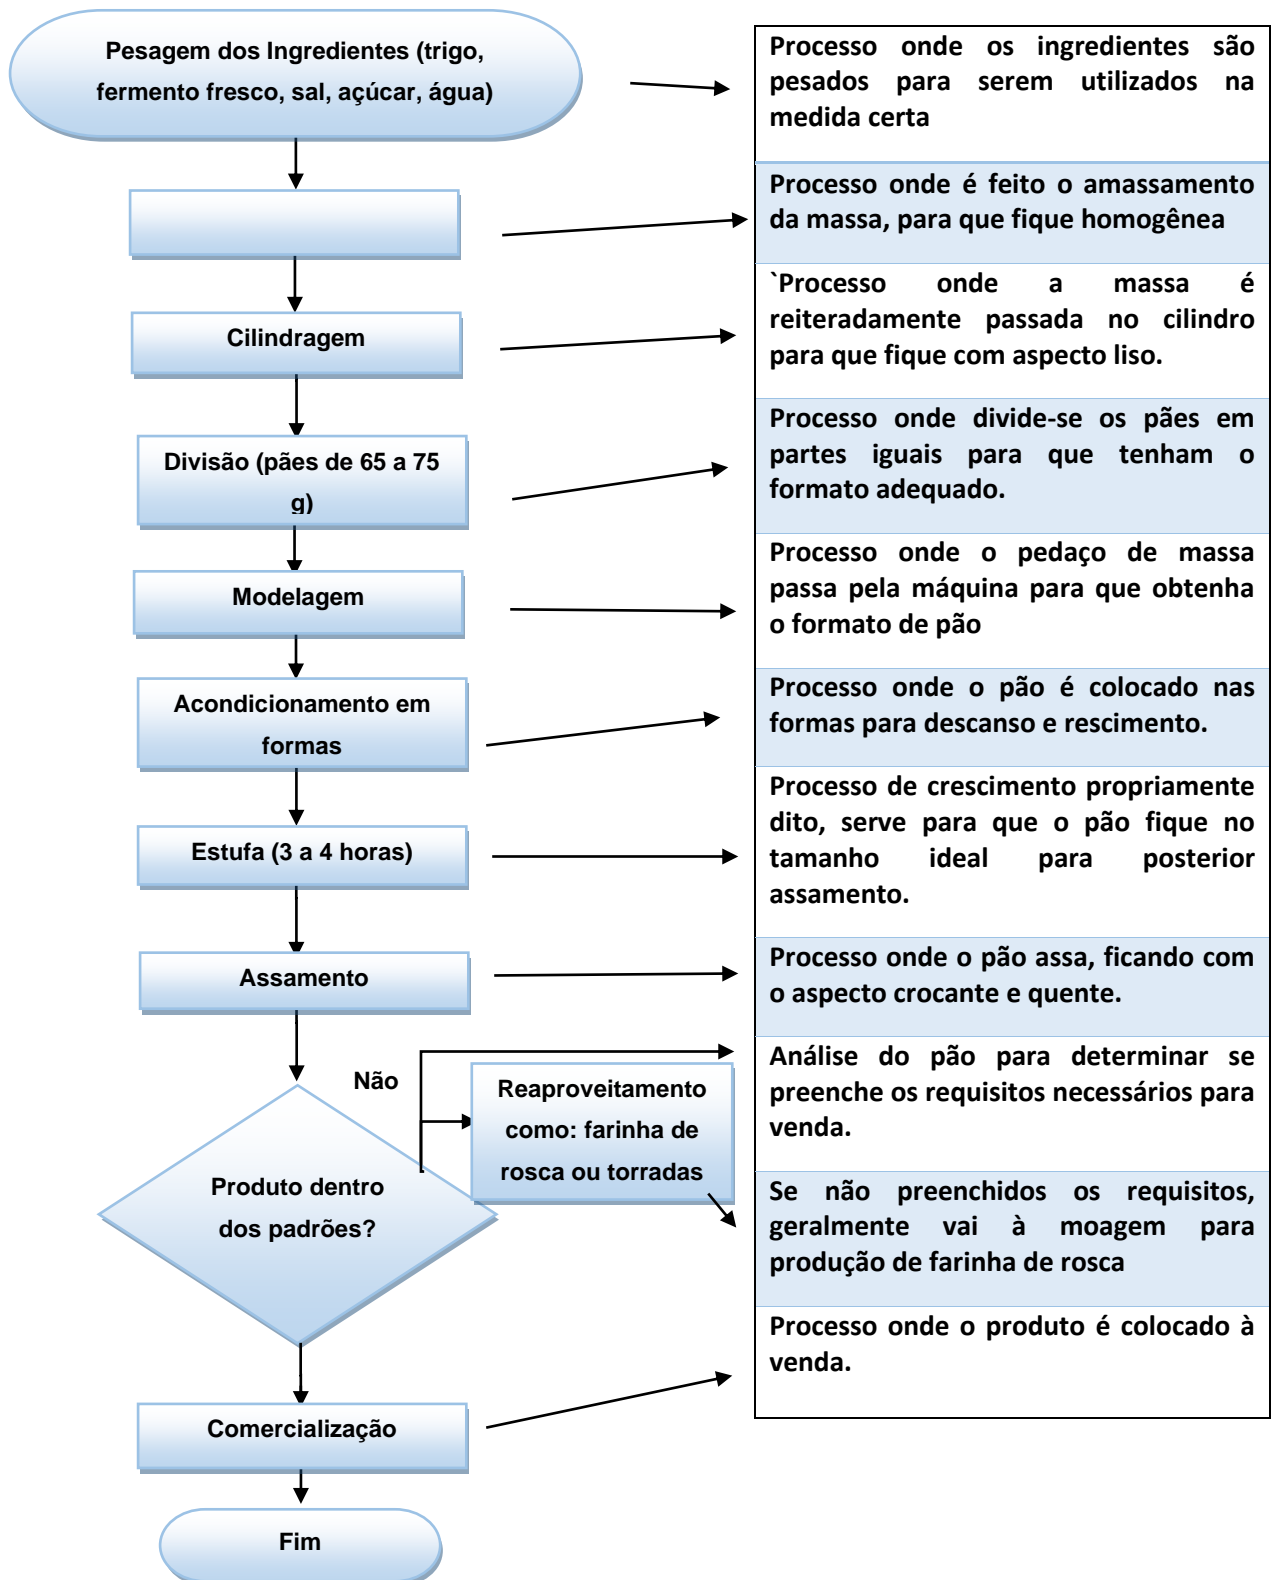 Pesagem dos Ingredientes (trigo,
fermento fresco, sal, açúcar, água)
Processo onde os ingredientes são
pesados para serem utilizados na
medida certa
Processo onde é feito o amassamento
da massa, para que fique homogênea
Cilindragem
`Processo onde a massa é
reiteradamente passada no cilindro
para que fique com aspecto liso.
Divisão (pães de 65 a 75
g)
Processo onde divide-se os pães em
partes iguais para que tenham o
formato adequado.
Modelagem
Processo onde o pedaço de massa
passa pela máquina para que obtenha
o formato de pão
Acondicionamento em
formas
Processo onde o pão é colocado nas
formas para descanso e rescimento.
Estufa (3 a 4 horas)
Processo de crescimento propriamente
dito, serve para que o pão fique no
tamanho ideal para posterior
assamento.
Assamento
Processo onde o pão assa, ficando com
o aspecto crocante e quente.
Produto dentro
dos padrões?
Não
Análise do pão para determinar se
preenche os requisitos necessários para
venda.
Reaproveitamento
como: farinha de
rosca ou torradas
Se não preenchidos os requisitos,
geralmente vai à moagem para
produção de farinha de rosca
Comercialização
Processo onde o produto é colocado à
venda.
Fim